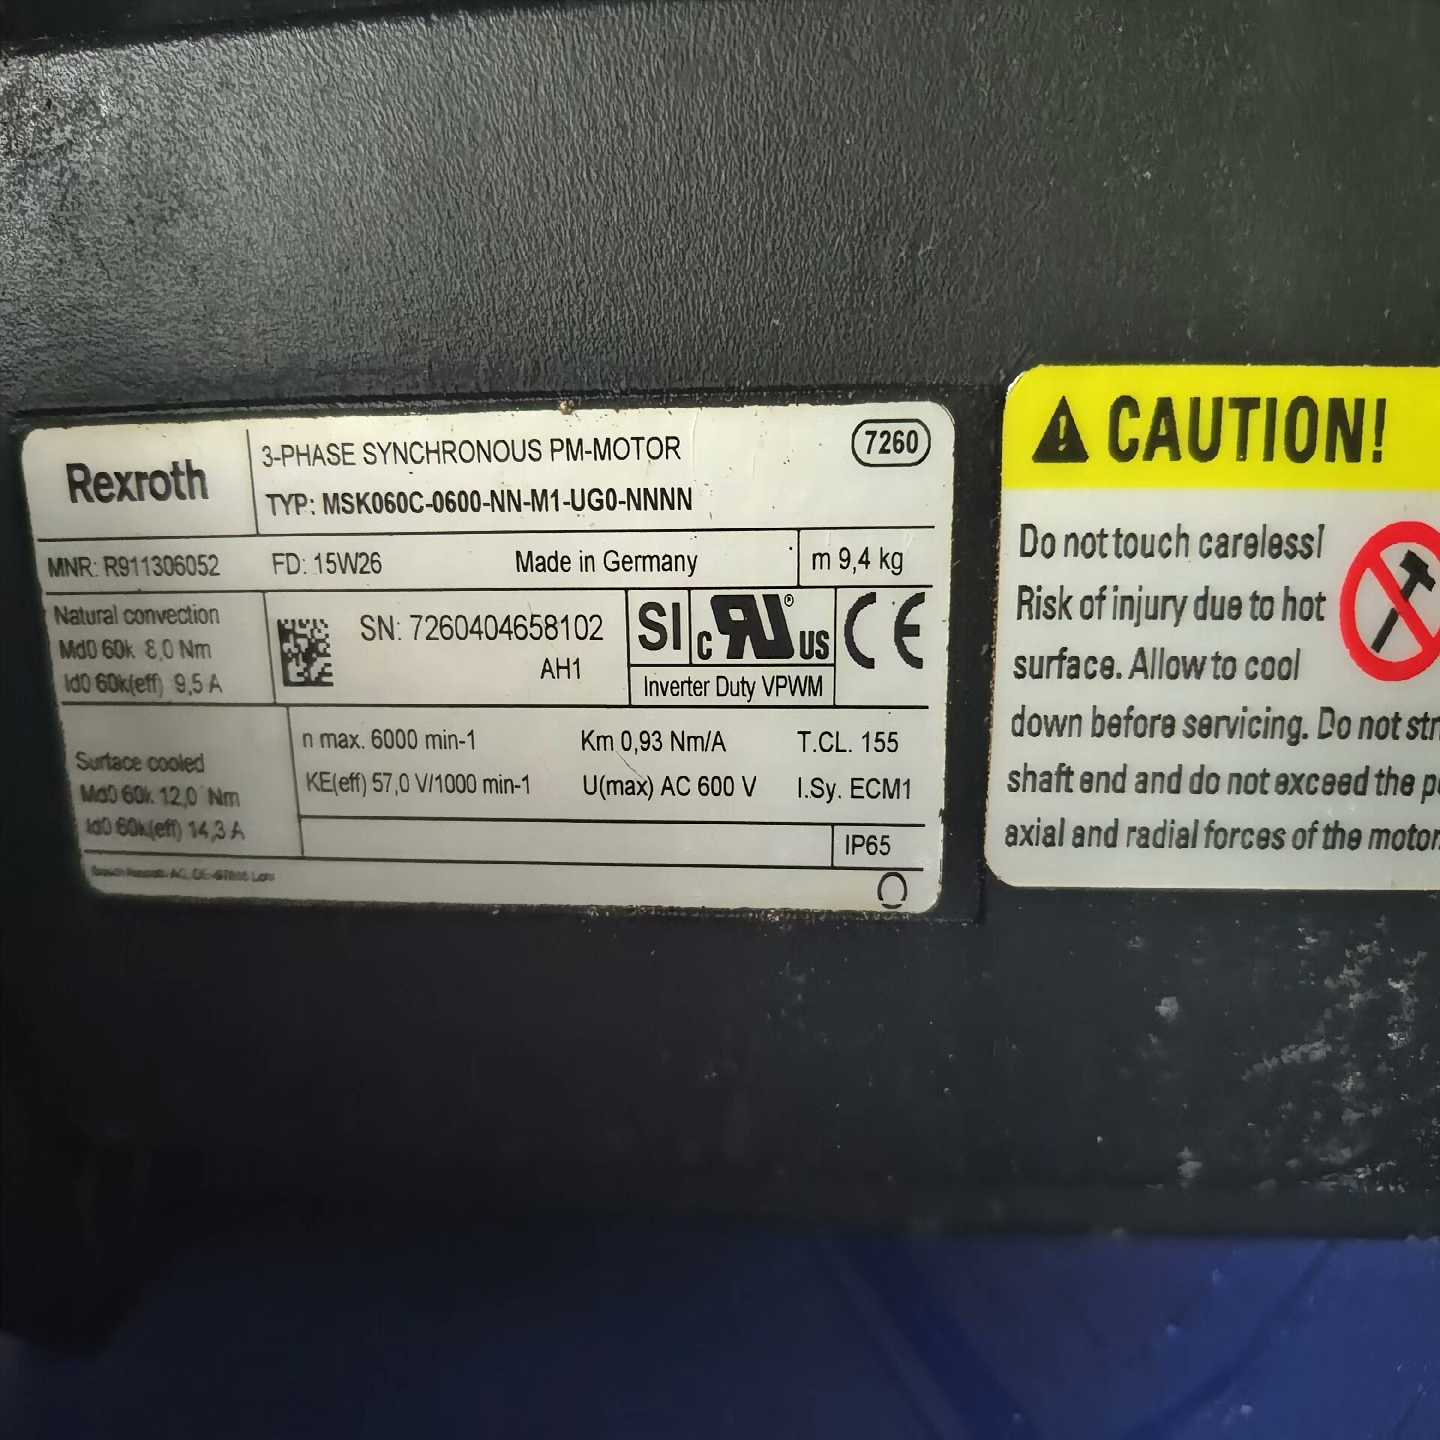 Rexroth
3-PHASE SYNCHRONOUS PM-MOTOR
7260
TYP: MSK060C-0600-NN-M1-UG0-NNNN
MNR: R911306052 FD: 15W26 Made in Germany m 9,4 kg
Natural convection
Md0 60k 8,0 Nm
Id0 60k(eff) 9,5 A
SN: 7260404658102
AH1
SI
c RU® US
CE
Inverter Duty VPWM
Surface cooled
Md0 60k 12,0 Nm
Id0 60k(eff) 14,3 A
n max. 6000 min-1 Km 0,93 Nm/A T.CL. 155
KE(eff) 57,0 V/1000 min-1 U(max) AC 600 V I.Sy. ECM1
IP65
CAUTION!
Do not touch careless!
Risk of injury due to hot
surface. Allow to cool
down before servicing. Do not str
shaft end and do not exceed the p
axial and radial forces of the motor